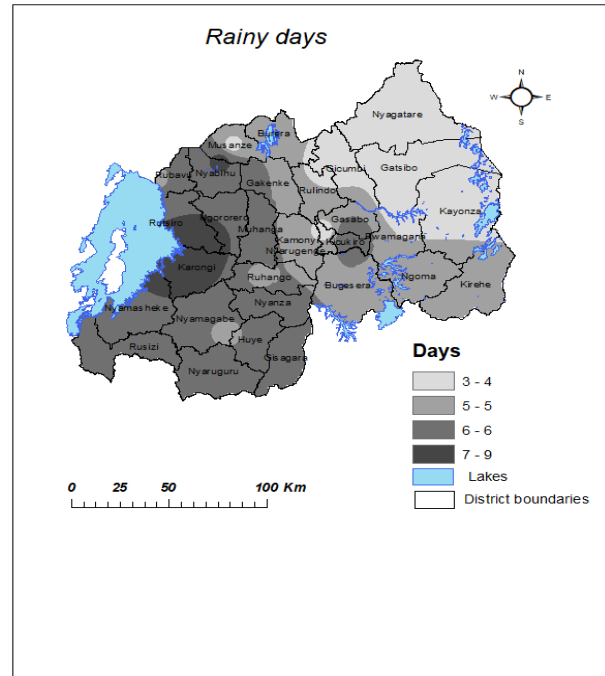 Rainy days
N
W E
S
Nyagatare
Burera
Musanze
Gicumbi
Gatsibo
Rubavu
Nyabihu
Gakenke
Rulindo
Kayonza
Rutsiro
Ngororero
Gasabo
Muhanga
Kamony
Kicukiro
Rwamagana
Nyarugenge
Karongi
Ruhango
Ngoma
Kirehe
Bugesera
Nyamasheke
Nyanza
Nyamagabe
Rusizi
Huye
Gisagara
Nyaruguru
Days
3 - 4
5 - 5
6 - 6
7 - 9
Lakes
District boundaries
0 25 50 100 Km